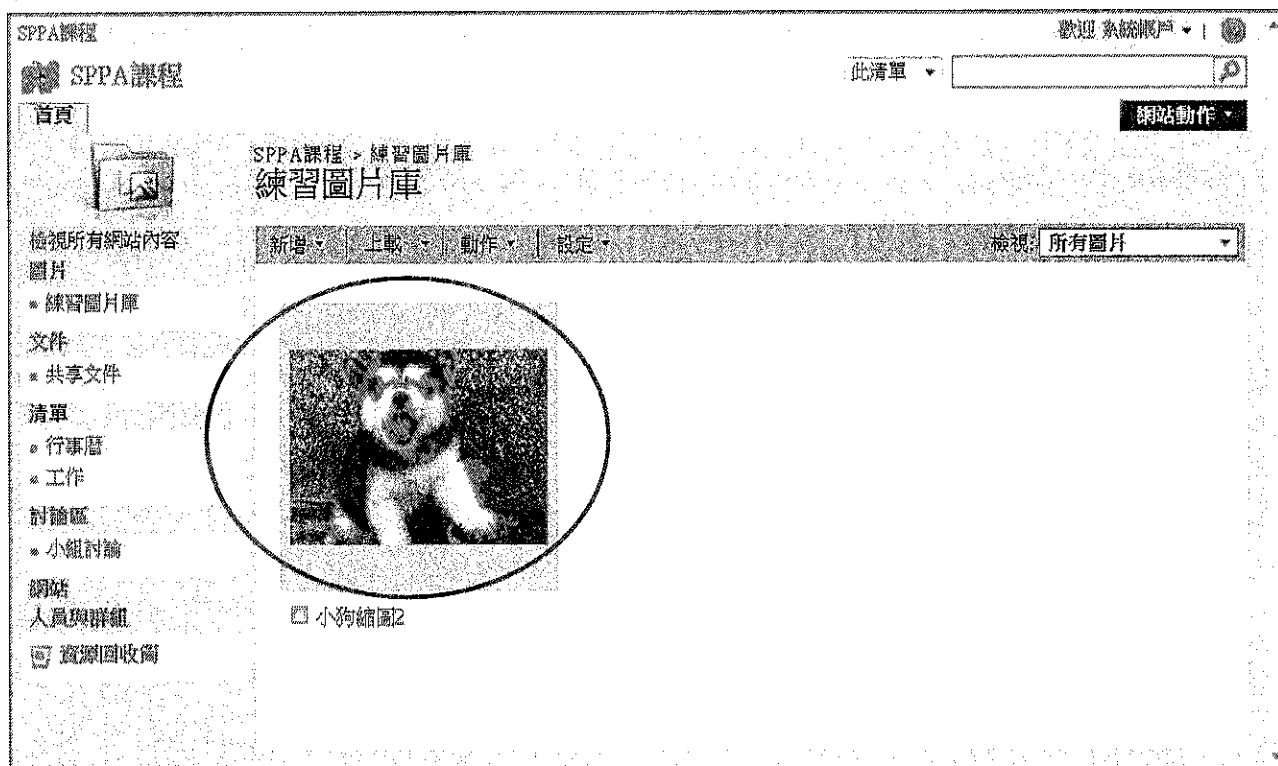 SPPA課程
歡迎 系統帳戶
SPPA課程
此清單
首頁
網站動作
SPPA課程 > 練習圖片庫
練習圖片庫
檢視所有網站內容
新增 上載 動作 設定 檢視: 所有圖片
圖片
練習圖片庫
文件
共享文件
清單
行事曆
工作
討論區
小組討論
網站
人員與群組
資源回收筒
小狗縮圖2